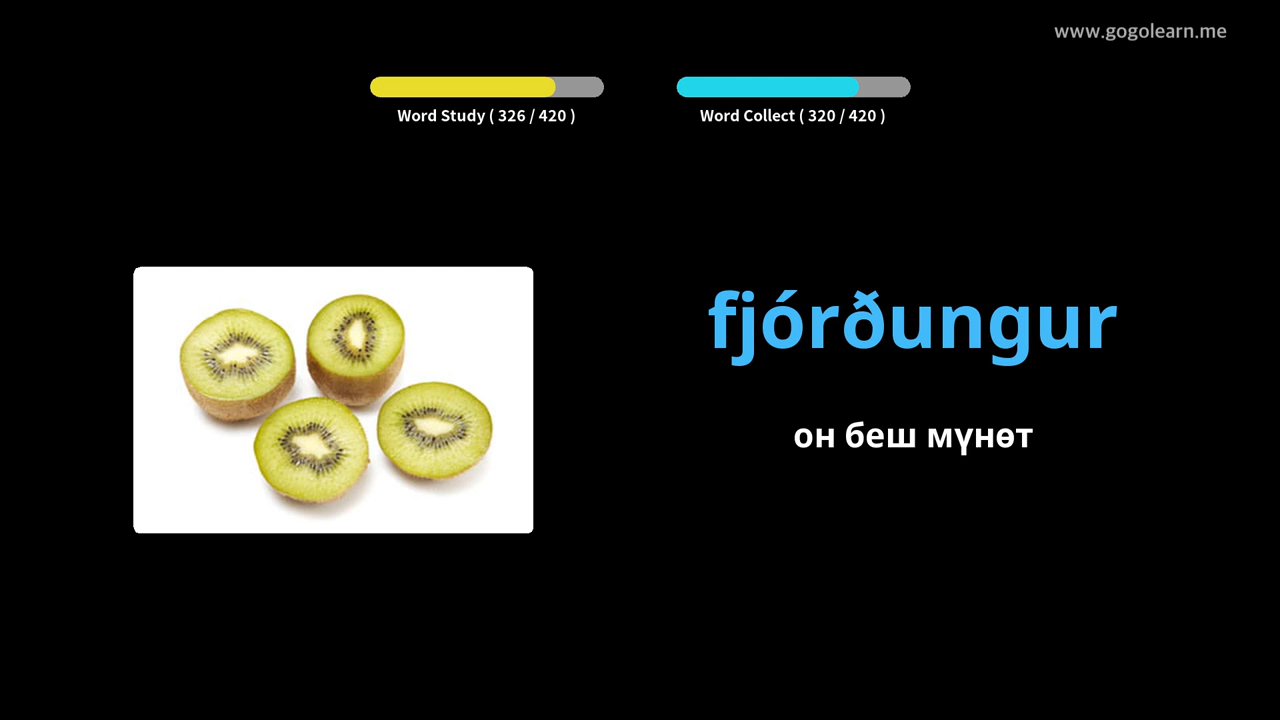 www.gogolearn.me
Word Study ( 326 / 420 )
Word Collect ( 320 / 420 )
fjórðungur
он беш мүнөт